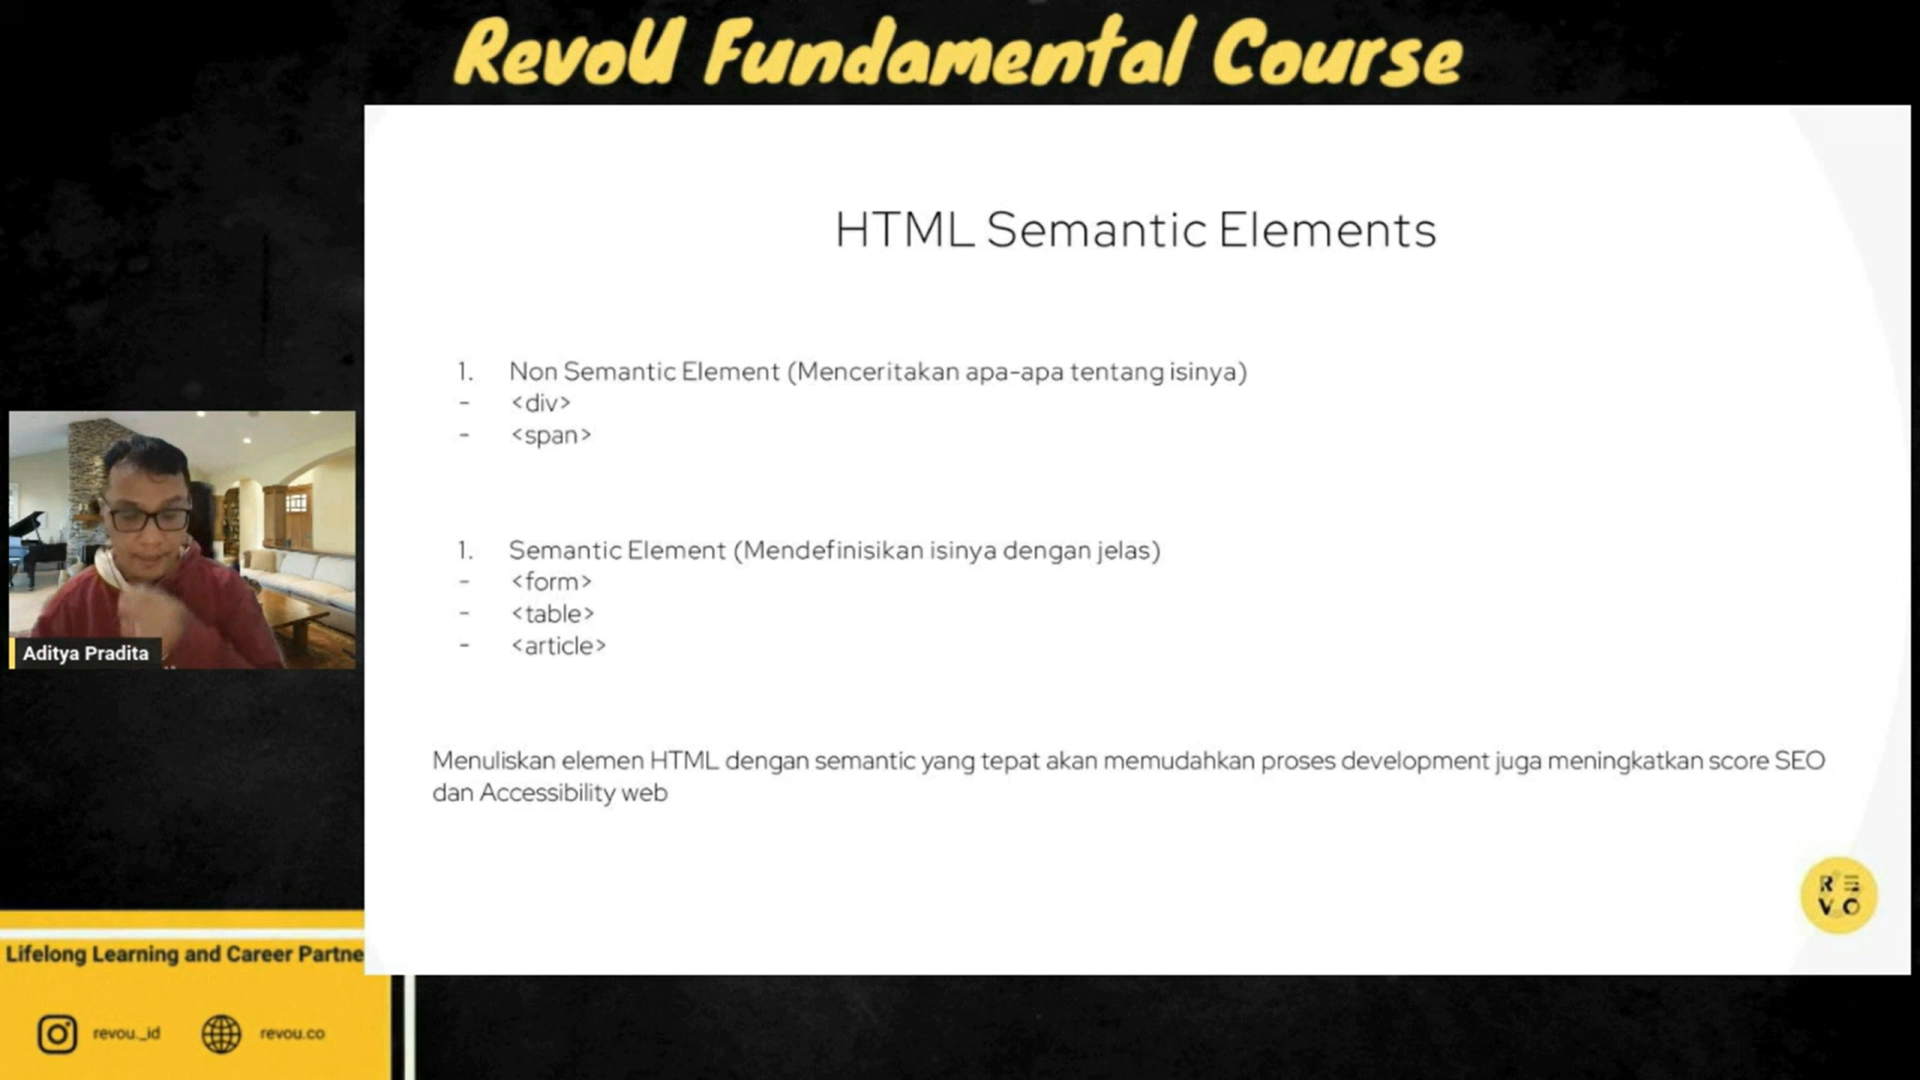 RevoU Fundamental Course
HTML Semantic Elements
1. Non Semantic Element (Menceritakan apa-apa tentang isinya)
- <div>
- <span>
1. Semantic Element (Mendefinisikan isinya dengan jelas)
- <form>
- <table>
- <article>
Menuliskan elemen HTML dengan semantic yang tepat akan memudahkan proses development juga meningkatkan score SEO
dan Accessibility web
REVO
Aditya Pradita
Lifelong Learning and Career Partne
revou_id
revou.co